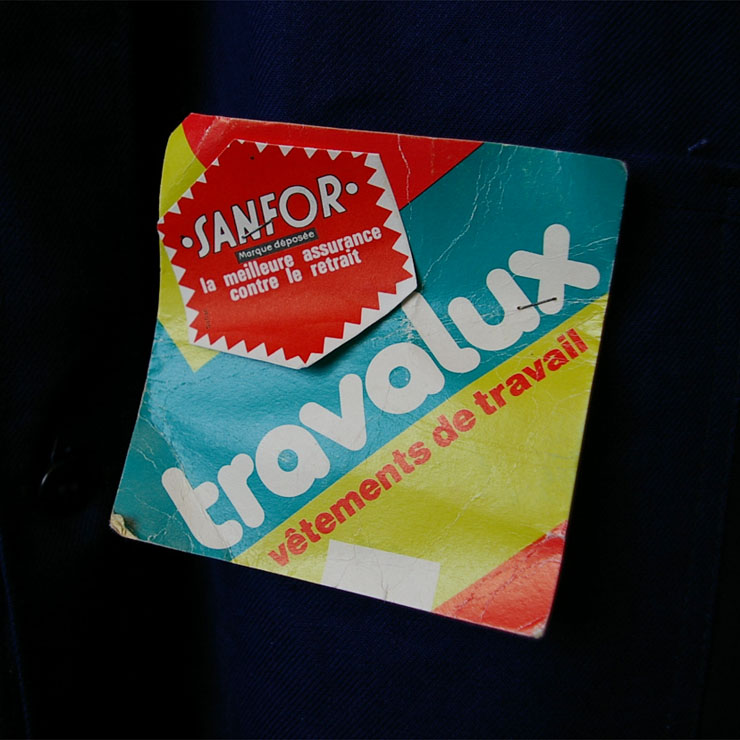 •SANFOR•
Marque déposée
la meilleure assurance
contre le retrait
travalux
vêtements de travail